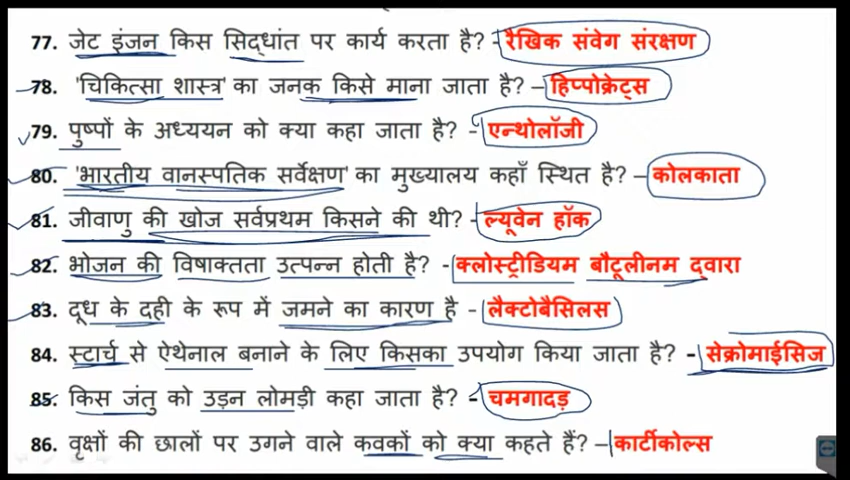 77. जेट इंजन किस सिद्धांत पर कार्य करता है? - रैखिक संवेग संरक्षण
78. 'चिकित्सा शास्त्र' का जनक किसे माना जाता है? – हिप्पोक्रेट्स
79. पुष्पों के अध्ययन को क्या कहा जाता है? - एन्थोलॉजी
80. 'भारतीय वानस्पतिक सर्वेक्षण' का मुख्यालय कहाँ स्थित है? – कोलकाता
81. जीवाणु की खोज सर्वप्रथम किसने की थी? - ल्यूवेन हॉक
82. भोजन की विषाक्तता उत्पन्न होती है? - क्लोस्ट्रीडियम बौटूलीनम द्वारा
83. दूध के दही के रूप में जमने का कारण है - लैक्टोबैसिलस
84. स्टार्च से ऐथेनाल बनाने के लिए किसका उपयोग किया जाता है? - सेक्रोमाईसिज
85. किस जंतु को उड़न लोमड़ी कहा जाता है? - चमगादड़
86. वृक्षों की छालों पर उगने वाले कवकों को क्या कहते हैं? – कार्टीकोल्स